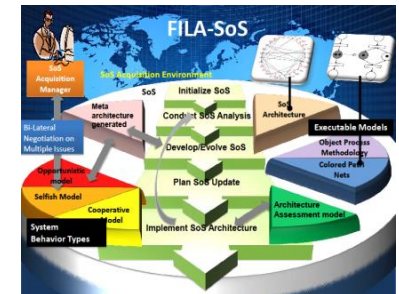 FILA-SoS
SoS Acquisition Environment
SoS
Acquisition
Manager
SoS
Initialize SoS
Meta
architecture
generated
Conduct SoS Analysis
SoS
Architecture
Executable Models
Bi-Lateral
Negotiation on
Multiple Issues
Develop/Evolve SoS
Object Process
Methodology
Colored Petri
Nets
Opportunistic
model
Plan SoS Update
Selfish Model
Cooperative
Model
Architecture
Assessment model
Implement SoS Architecture
System
Behavior Types